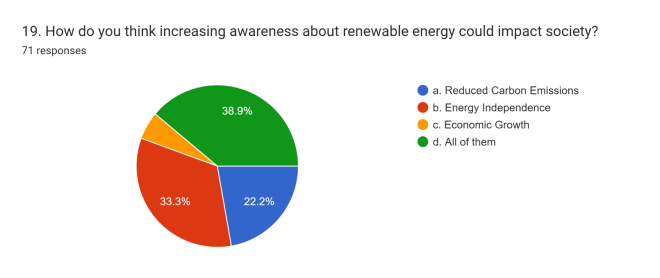 19. How do you think increasing awareness about renewable energy could impact society?
71 responses
38.9%
33.3%
22.2%
a. Reduced Carbon Emissions
b. Energy Independence
c. Economic Growth
d. All of them